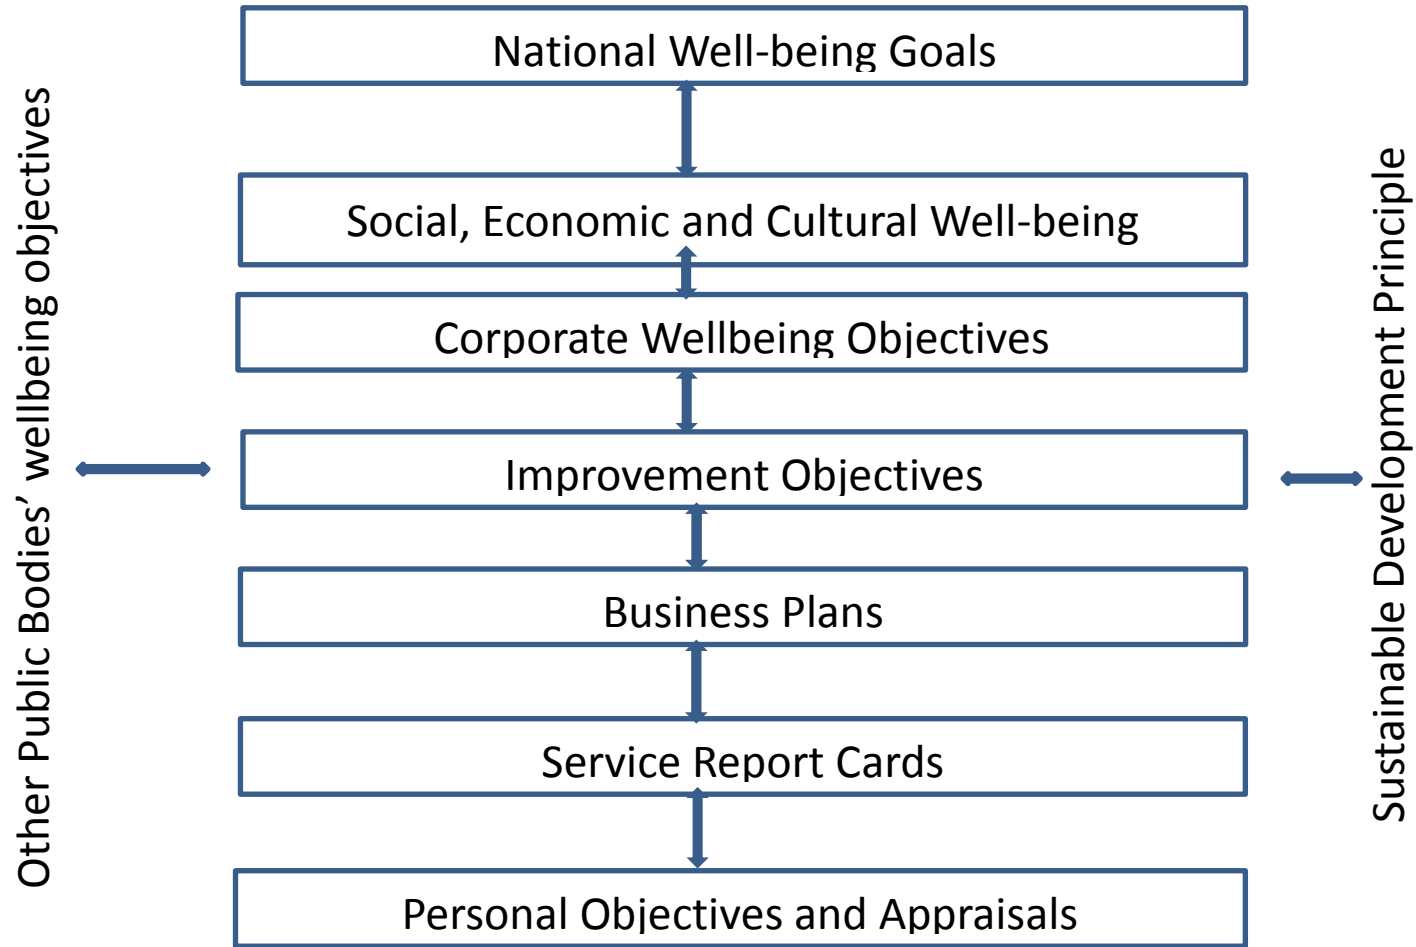 National Well-being Goals
Social, Economic and Cultural Well-being
Corporate Wellbeing Objectives
Improvement Objectives
Business Plans
Service Report Cards
Personal Objectives and Appraisals
Other Public Bodies’ wellbeing objectives
Sustainable Development Principle